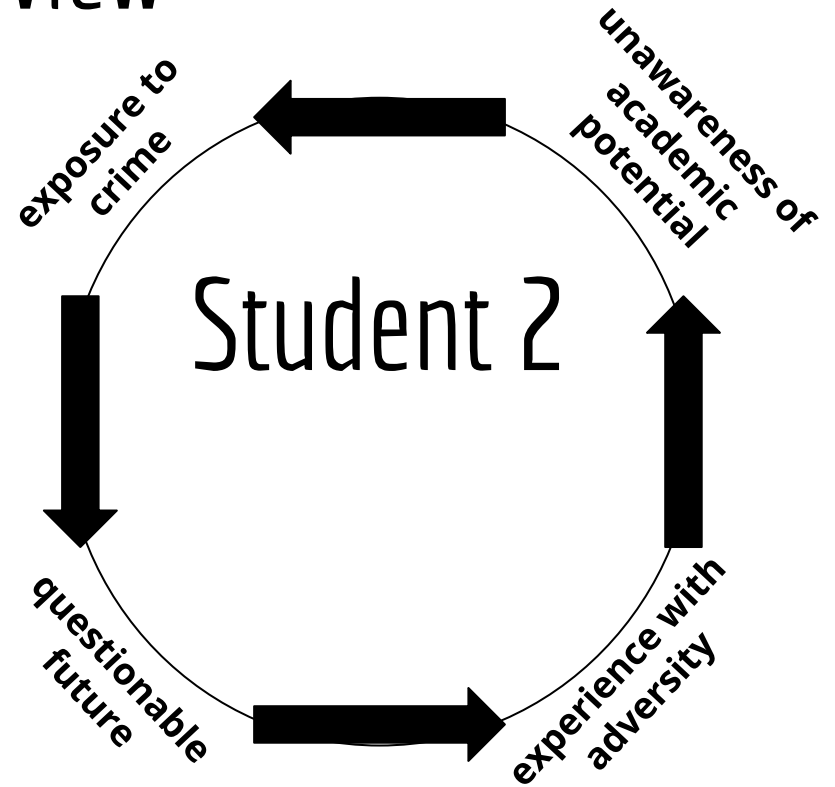 view
exposure to
crime
unawareness of
academic
potential
Student 2
questionable
future
experience with
adversity